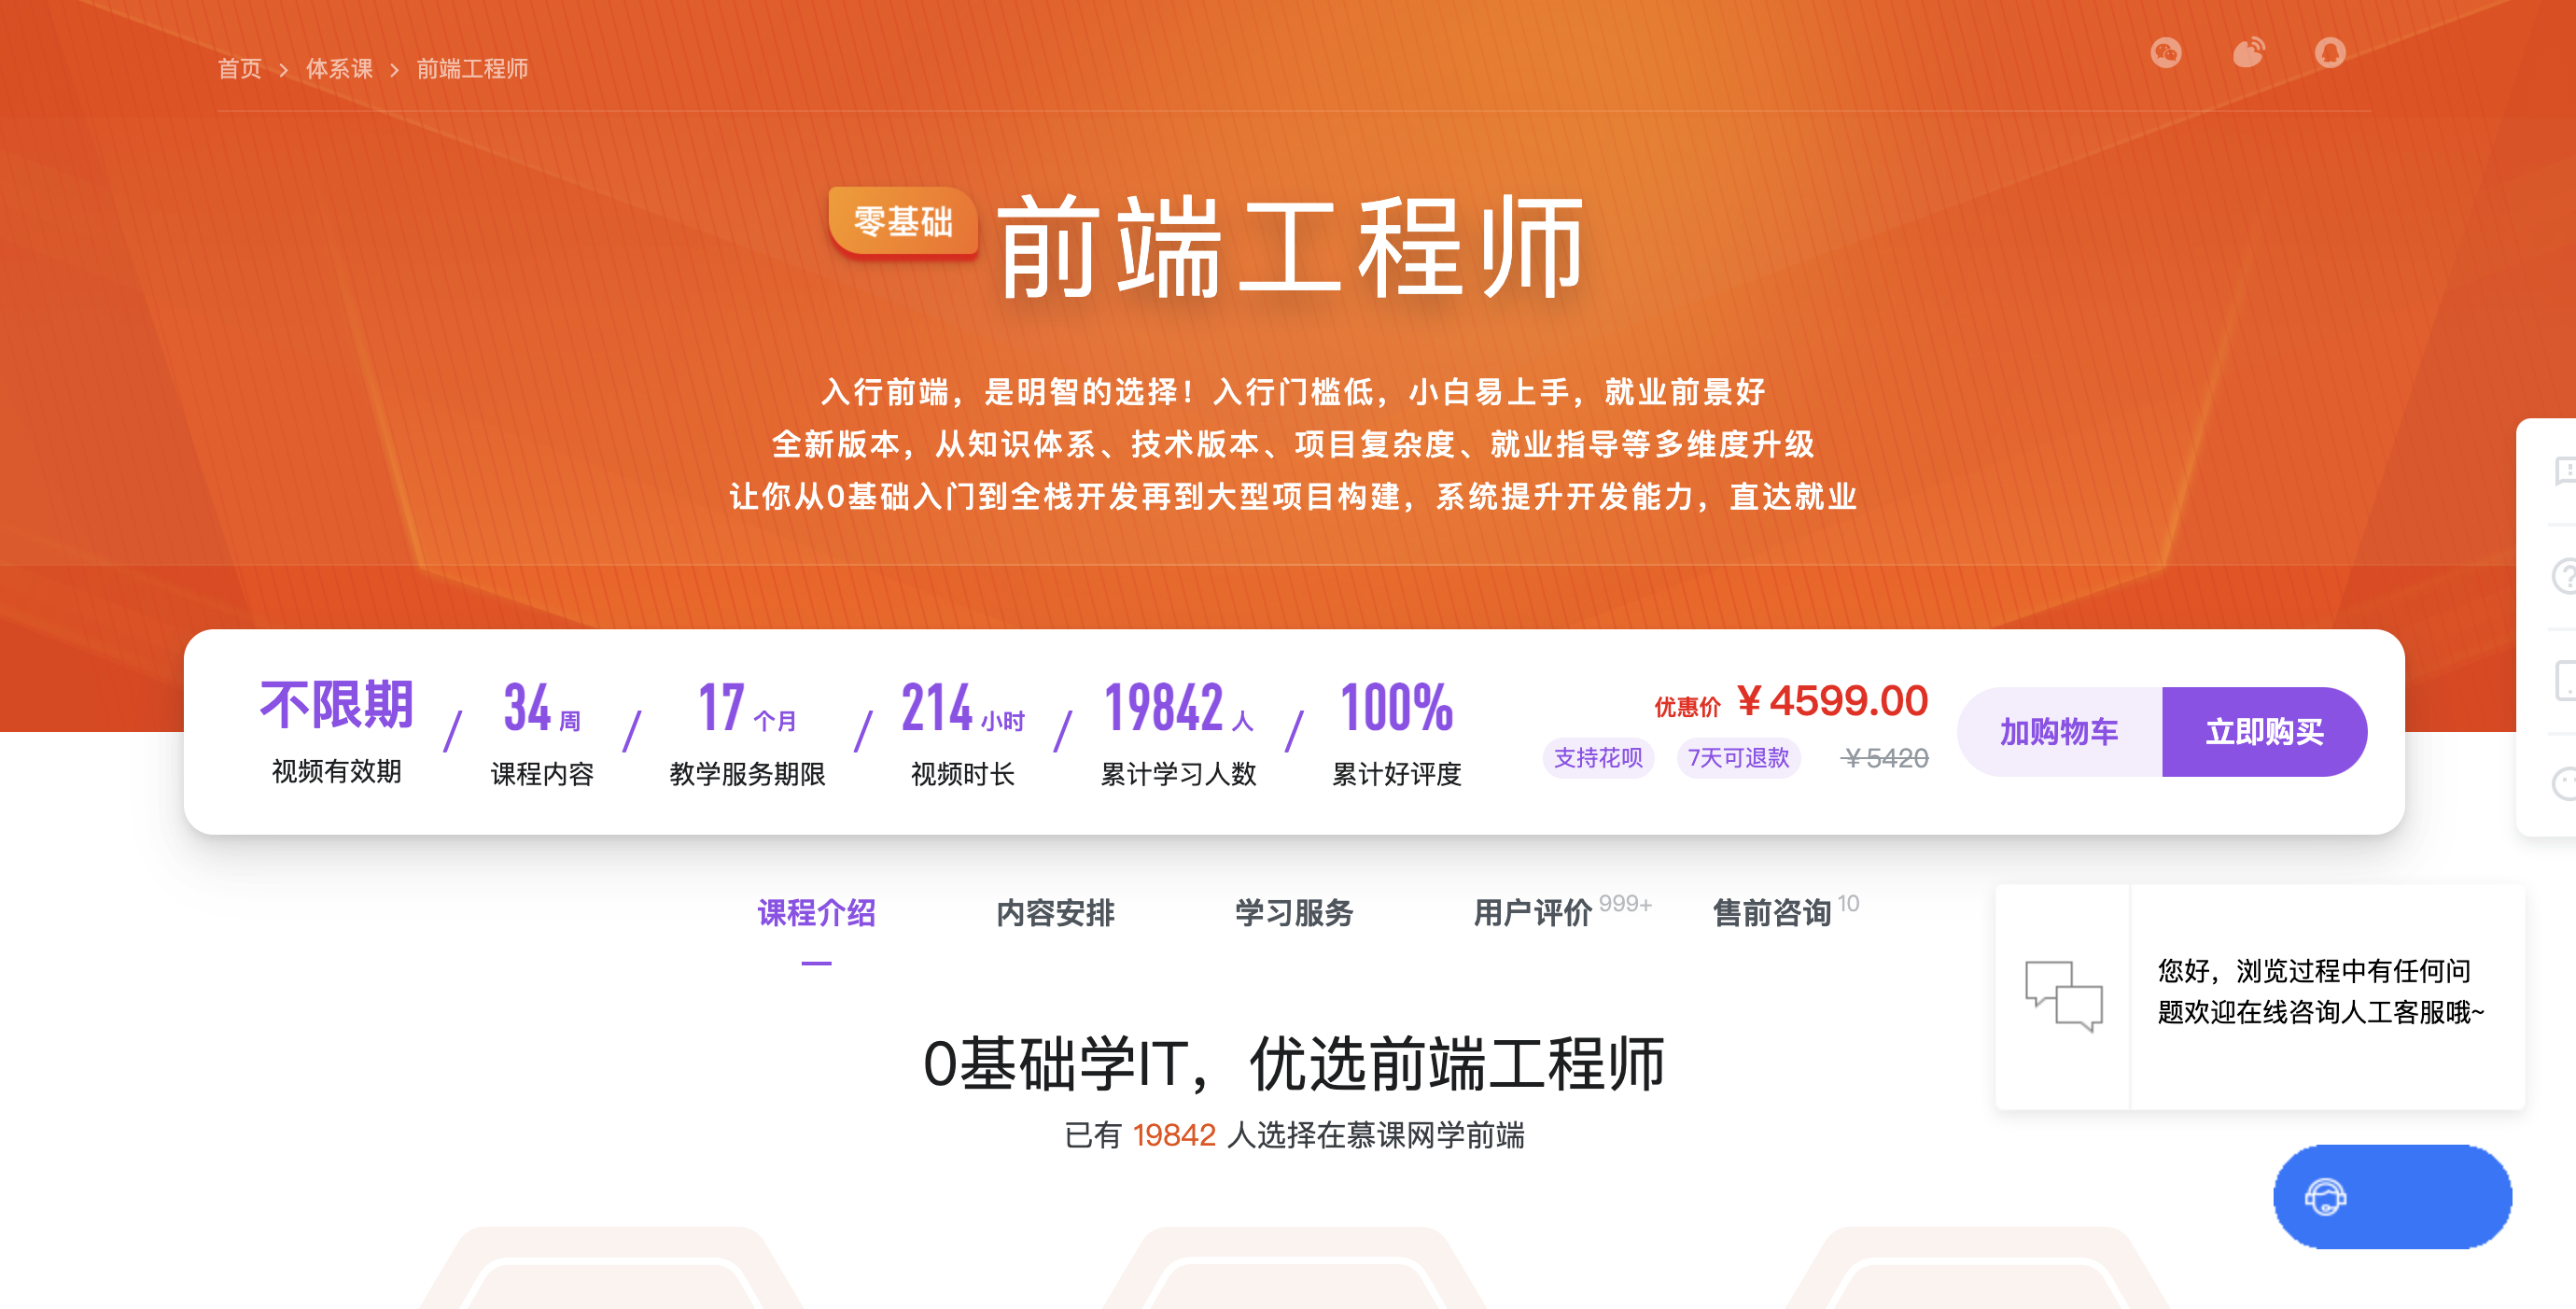 首页 > 体系课 > 前端工程师
零基础
前端工程师
入行前端，是明智的选择！入行门槛低，小白易上手，就业前景好
全新版本，从知识体系、技术版本、项目复杂度、就业指导等多维度升级
让你从0基础入门到全栈开发再到大型项目构建，系统提升开发能力，直达就业
不限期 / 34 周 / 17 个月 / 214 小时 / 19842 人 / 100%
视频有效期 课程内容 教学服务期限 视频时长 累计学习人数 累计好评度
优惠价 ¥4599.00
支持花呗 7天可退款 ¥5420
加购物车 立即购买
课程介绍 内容安排 学习服务 用户评价 999+ 售前咨询 10
您好，浏览过程中有任何问
题欢迎在线咨询人工客服哦~
0基础学IT，优选前端工程师
已有 19842 人选择在慕课网学前端